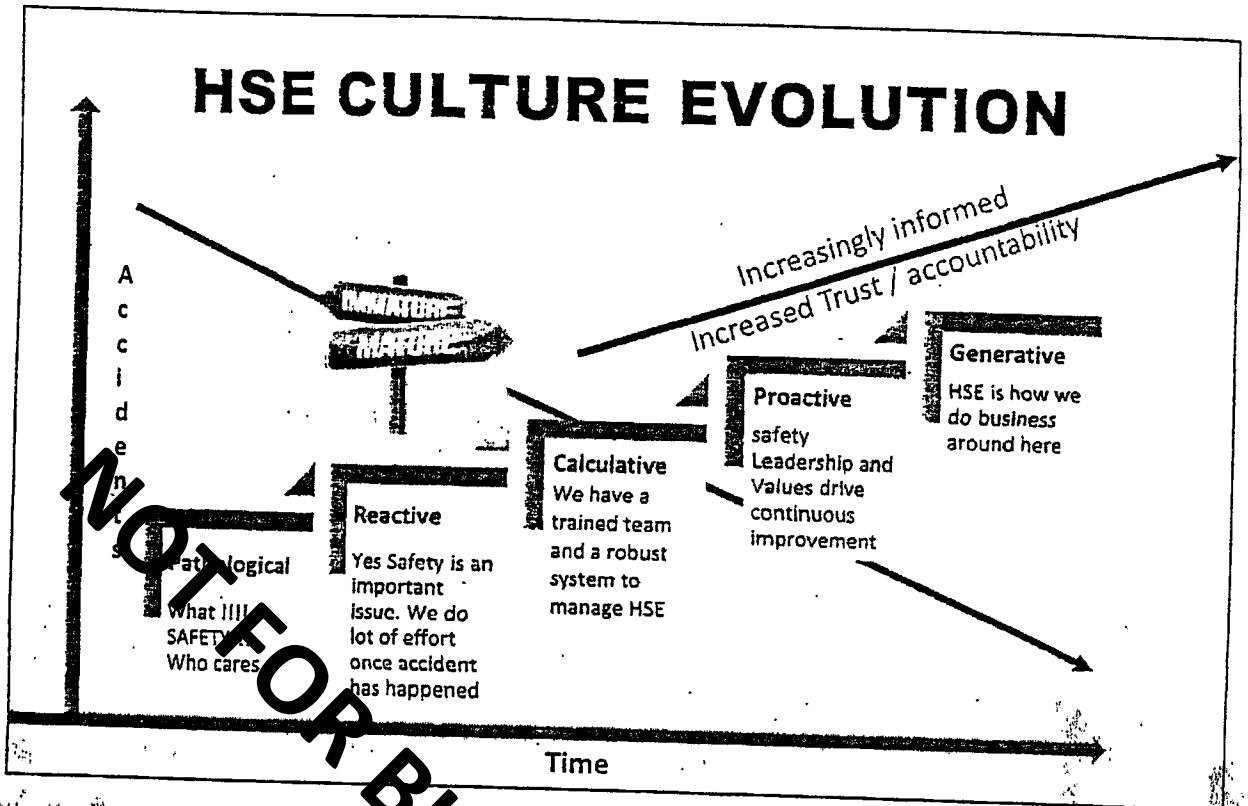 HSE CULTURE EVOLUTION
Accidents
IMMATURE
MATURE
Increasingly informed
Increased Trust / accountability
Pathological
What !!!!
SAFETY
Who cares
Reactive
Yes Safety is an
important
issue. We do
lot of effort
once accident
has happened
Calculative
We have a
trained team
and a robust
system to
manage HSE
Proactive
safety
Leadership and
Values drive
continuous
improvement
Generative
HSE is how we
do business
around here
Time
NOT FOR